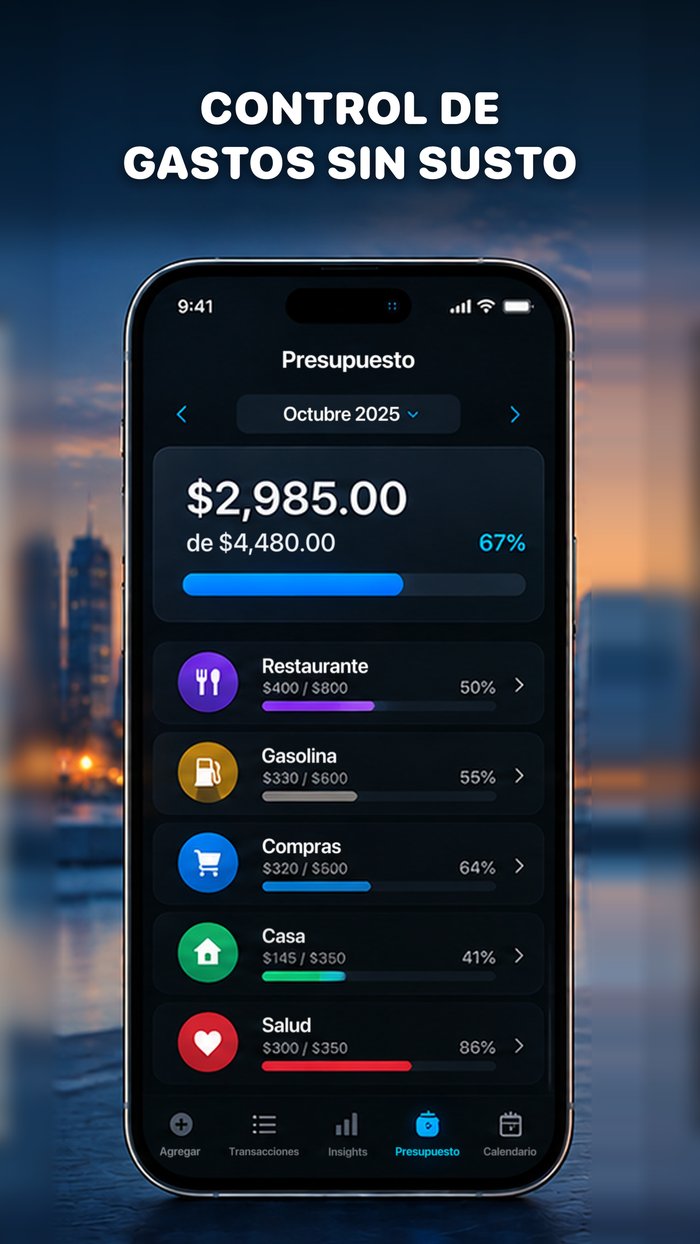 CONTROL DE
GASTOS SIN SUSTO
9:41
Presupuesto
Octubre 2025
$2,985.00
de $4,480.00
67%
Restaurante
$400 / $800
50%
Gasolina
$330 / $600
55%
Compras
$320 / $600
64%
Casa
$145 / $350
41%
Salud
$300 / $350
86%
Agregar
Transacciones
Insights
Presupuesto
Calendario